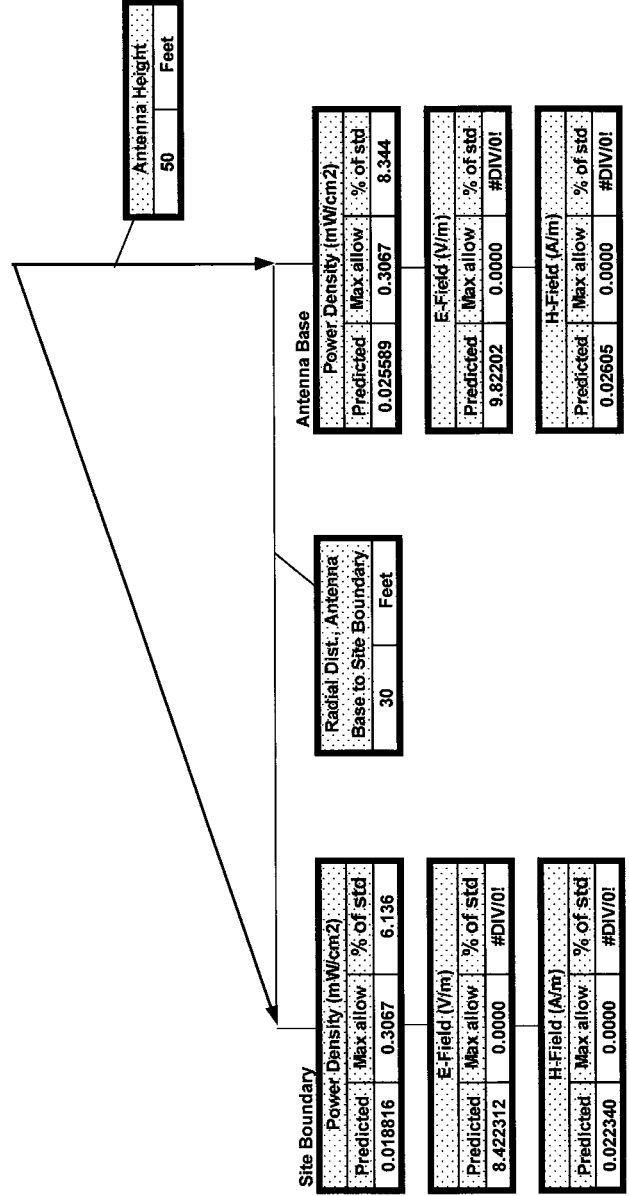 Antenna Height
50 Feet
Radial Dist., Antenna
Base to Site Boundary
30 Feet
Site Boundary
Power Density (mW/cm2)
Predicted Max allow % of std
0.018816 0.3067 6.136
E-Field (V/m)
Predicted Max allow % of std
8.422312 0.0000 #DIV/0!
H-Field (A/m)
Predicted Max allow % of std
0.022340 0.0000 #DIV/0!
Antenna Base
Power Density (mW/cm2)
Predicted Max allow % of std
0.025589 0.3067 8.344
E-Field (V/m)
Predicted Max allow % of std
9.82202 0.0000 #DIV/0!
H-Field (A/m)
Predicted Max allow % of std
0.02605 0.0000 #DIV/0!